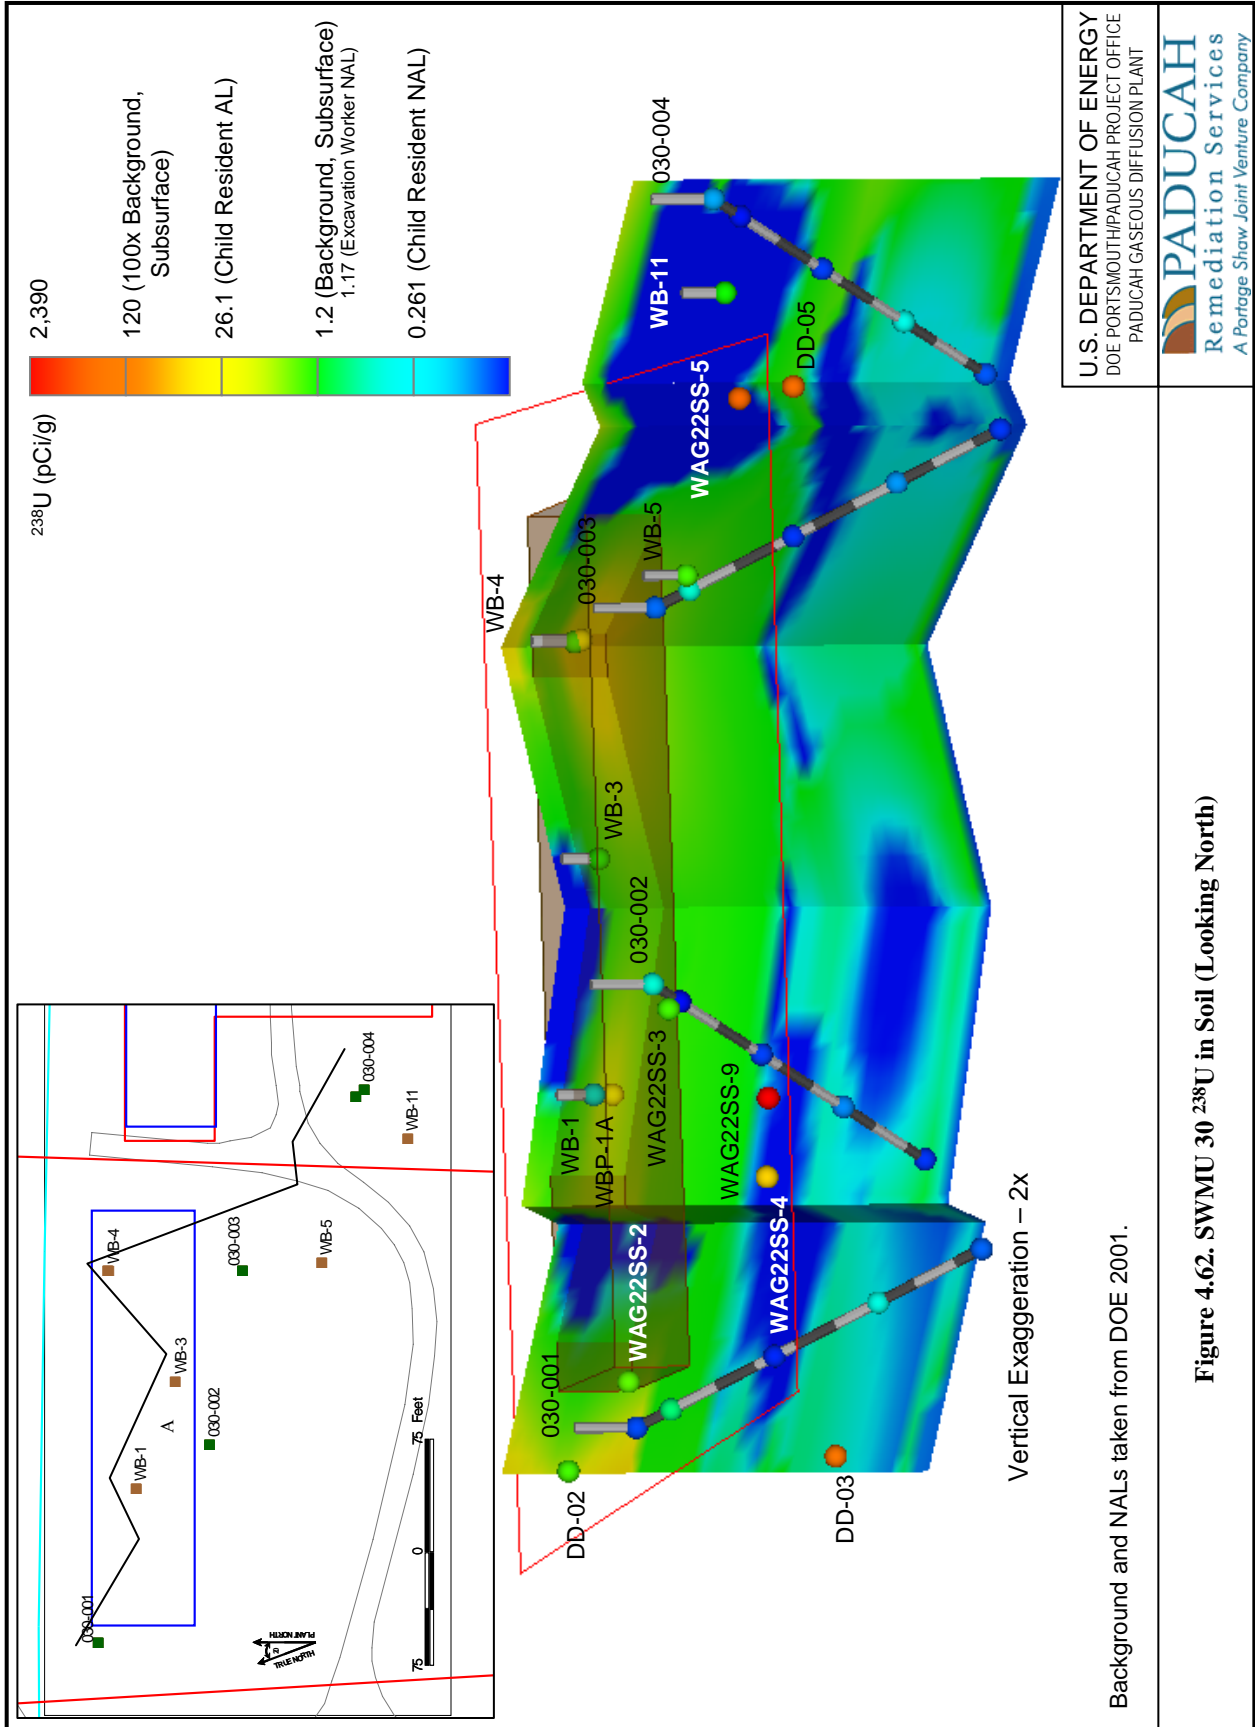 ²³⁸U (pCi/g)
2,390
120 (100x Background,
Subsurface)
26.1 (Child Resident AL)
1.2 (Background, Subsurface)
1.17 (Excavation Worker NAL)
0.261 (Child Resident NAL)
030-001
WB-1
A
WB-3
030-002
WB-4
030-003
WB-5
WB-11
030-004
TRUE NORTH
PLANT NORTH
75
0
75 Feet
DD-02
030-001
WAG22SS-2
WB-1
WBP-1A
WAG22SS-3
030-002
WB-3
WB-4
030-003
WB-5
WAG22SS-5
WB-11
030-004
DD-05
WAG22SS-9
WAG22SS-4
DD-03
Vertical Exaggeration – 2x
Background and NALs taken from DOE 2001.
U.S. DEPARTMENT OF ENERGY
DOE PORTSMOUTH/PADUCAH PROJECT OFFICE
PADUCAH GASEOUS DIFFUSION PLANT
PADUCAH
Remediation Services
A Portage Shaw Joint Venture Company
Figure 4.62. SWMU 30 ²³⁸U in Soil (Looking North)